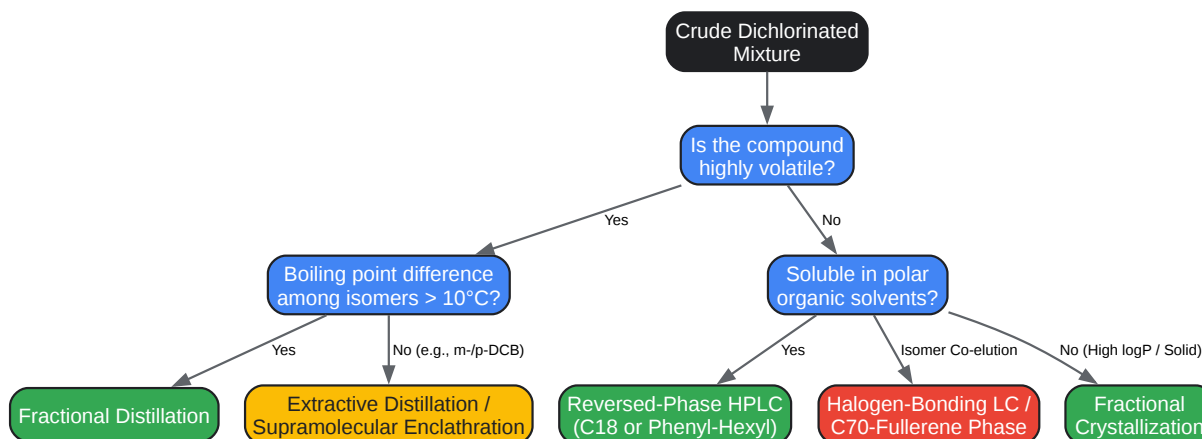 Crude Dichlorinated
Mixture
Is the compound
highly volatile?
Yes
No
Boiling point difference
among isomers > 10°C?
Soluble in polar
organic solvents?
Yes
No (e.g., m-/p-DCB)
Yes
Isomer Co-elution
No (High logP / Solid)
Fractional Distillation
Extractive Distillation /
Supramolecular Enclathration
Reversed-Phase HPLC
(C18 or Phenyl-Hexyl)
Halogen-Bonding LC /
C70-Fullerene Phase
Fractional
Crystallization